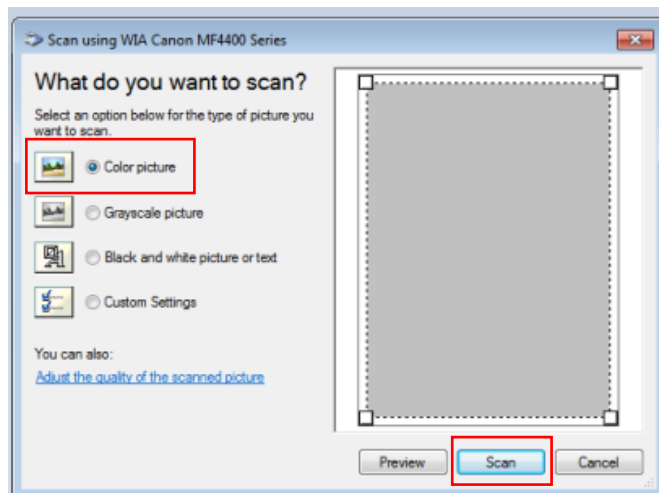 Scan using WIA Canon MF4400 Series
What do you want to scan?
Select an option below for the type of picture you
want to scan.
Color picture
Grayscale picture
Black and white picture or text
Custom Settings
You can also:
Adjust the quality of the scanned picture
Preview Scan Cancel